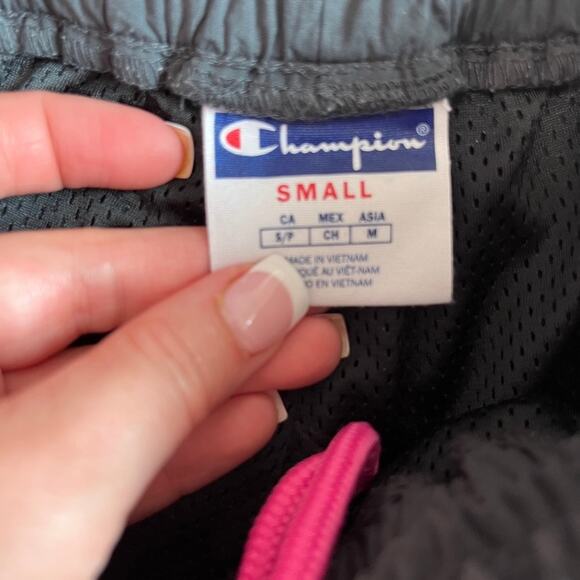 Champion®
SMALL
CA MEX ASIA
S/P CH M
MADE IN VIETNAM
AU VIÊT-NAM
EN VIETNAM